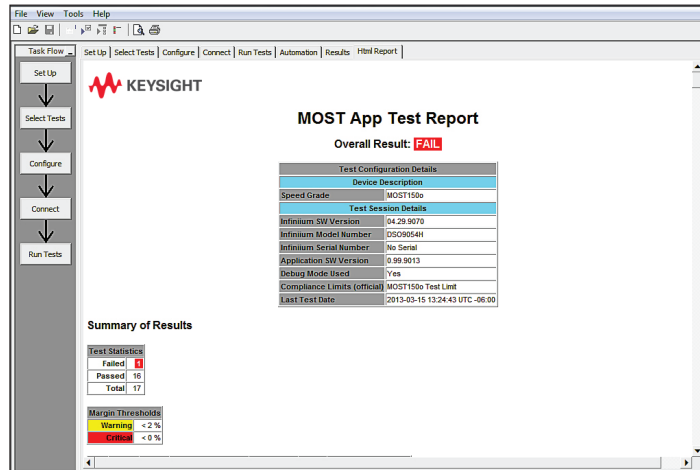 File View Tools Help
Task Flow
Set Up Select Tests Configure Connect Run Tests Automation Results Html Report
Set Up
Select Tests
Configure
Connect
Run Tests
KEYSIGHT
MOST App Test Report
Overall Result: FAIL
Test Configuration Details
Device Description
Speed Grade MOST150o
Test Session Details
Infiniium SW Version 04.29.9070
Infiniium Model Number DSO9054H
Infiniium Serial Number No Serial
Application SW Version 0.99.9013
Debug Mode Used Yes
Compliance Limits (official) MOST150o Test Limit
Last Test Date 2013-03-15 13:24:43 UTC -06:00
Summary of Results
Test Statistics
Failed 1
Passed 16
Total 17
Margin Thresholds
Warning < 2 %
Critical < 0 %